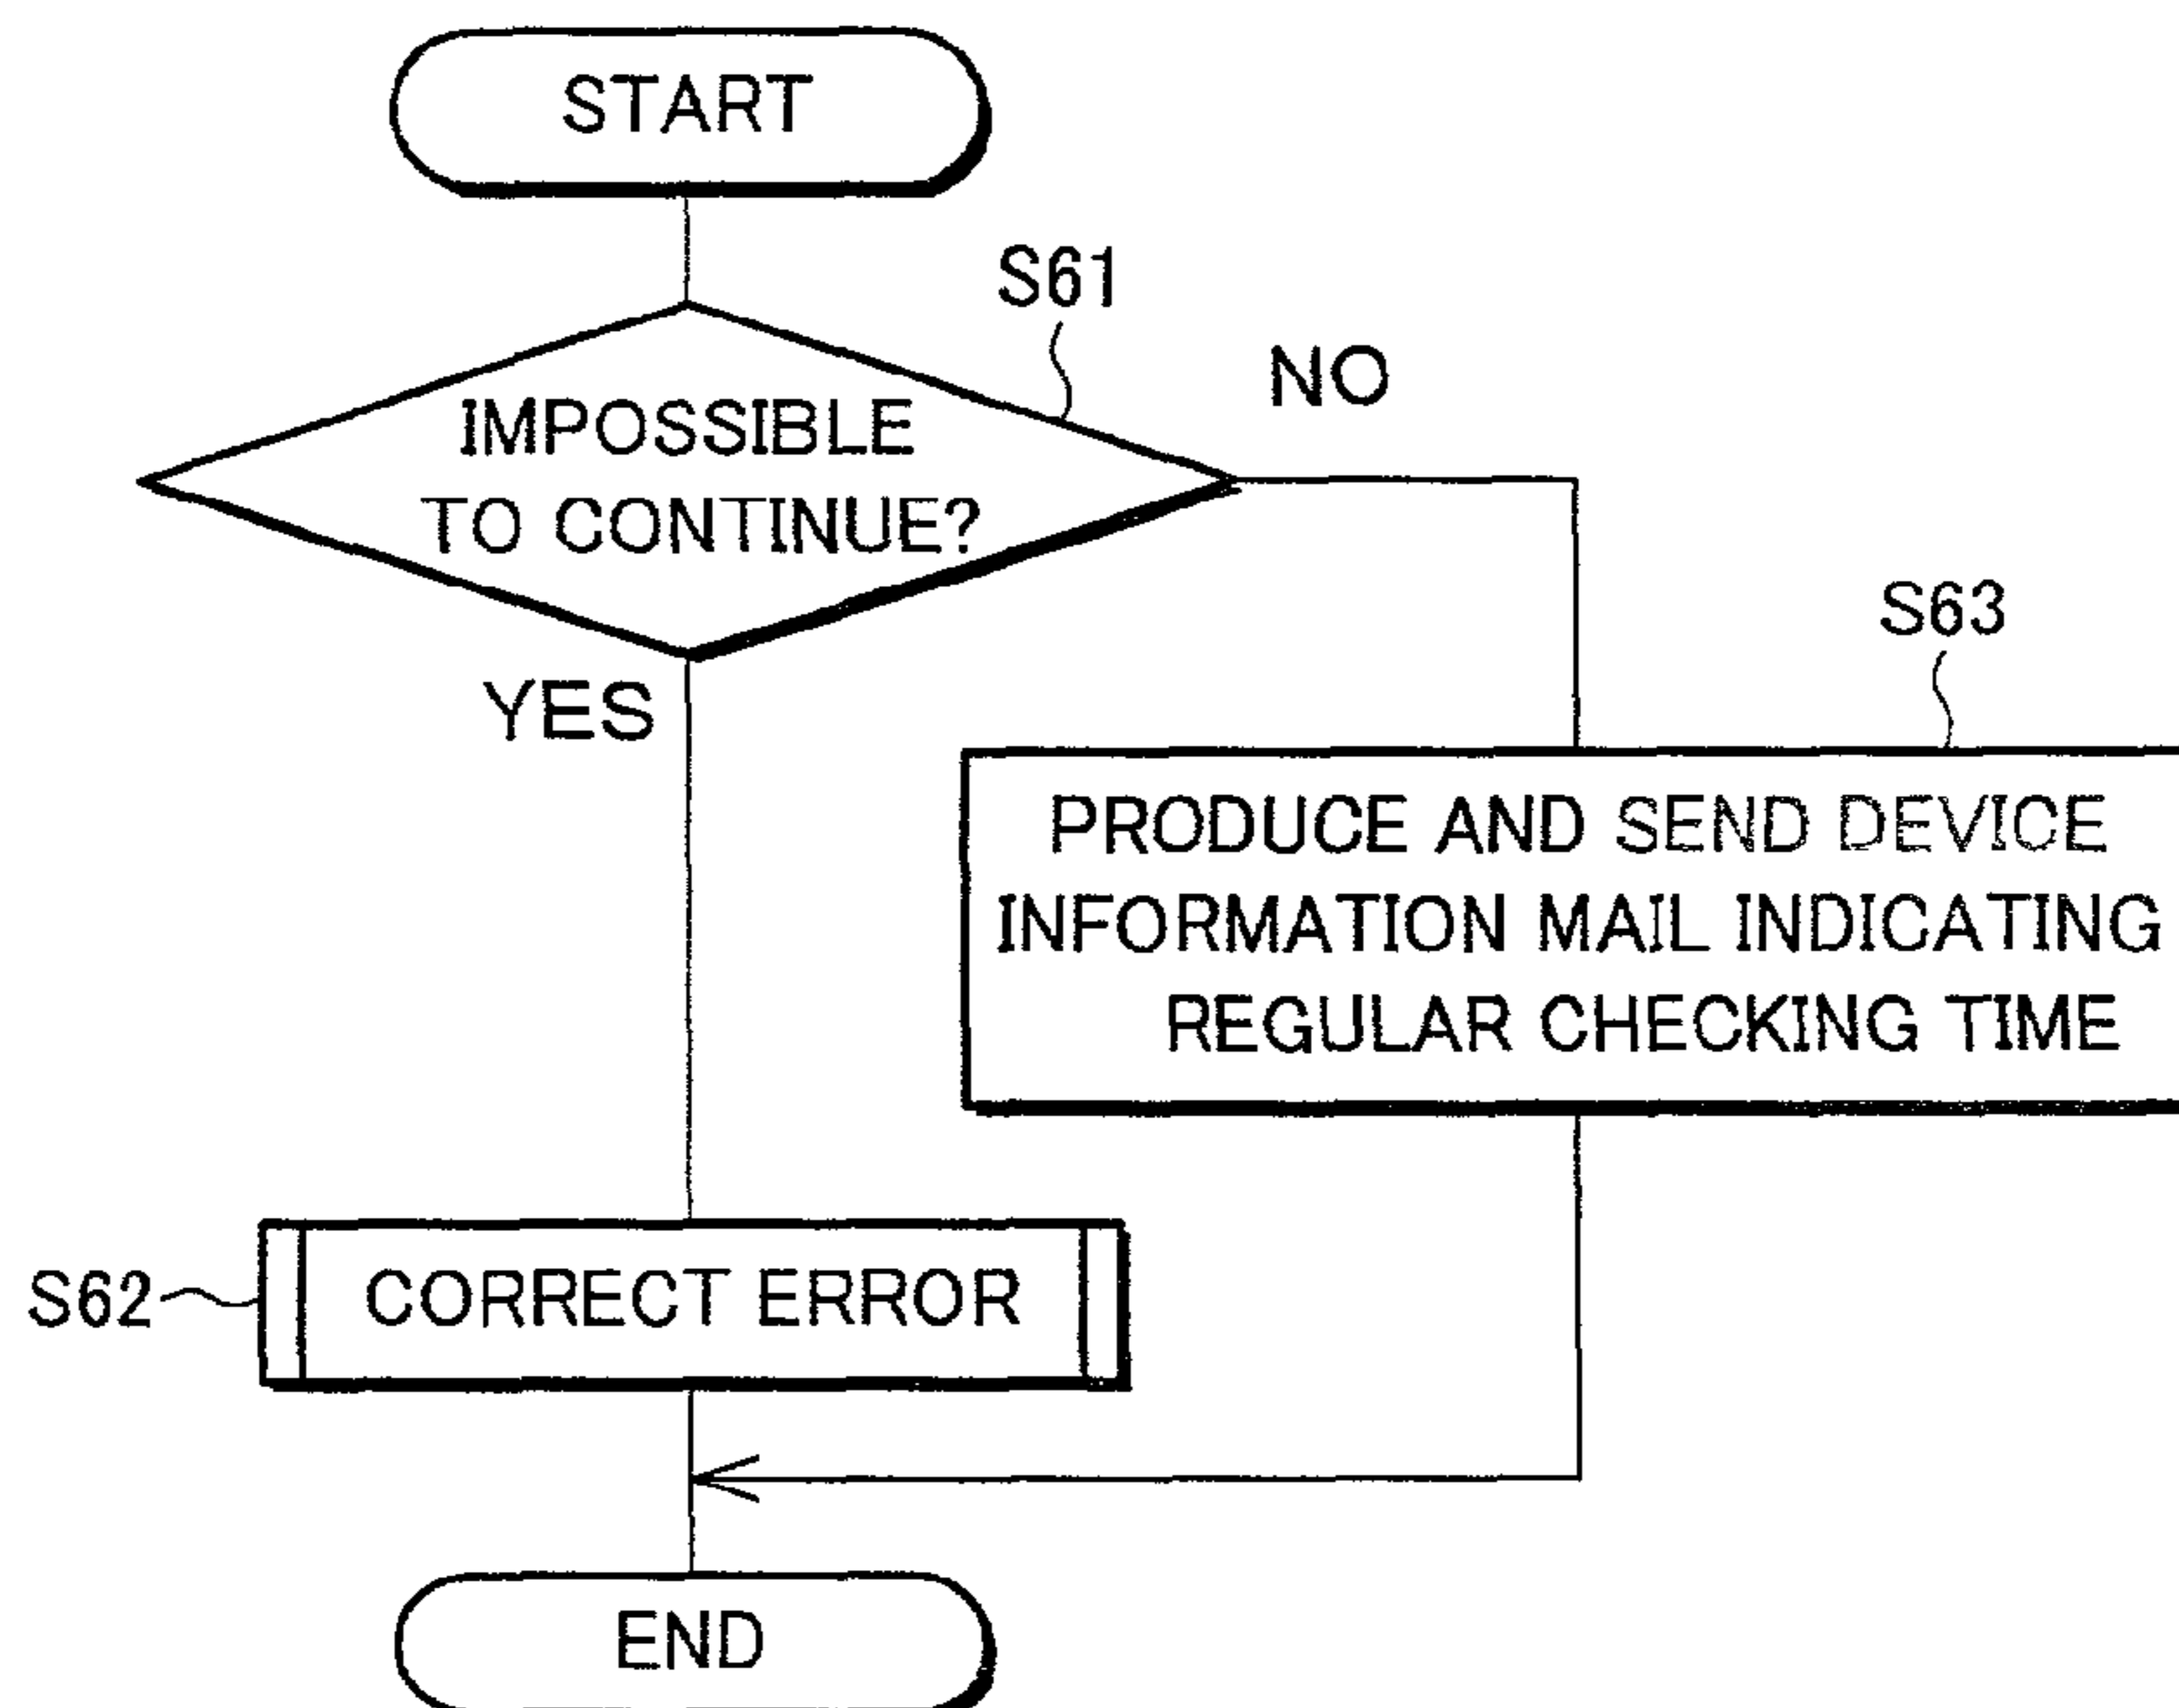 START
S61
NO
IMPOSSIBLE
TO CONTINUE?
S63
YES
PRODUCE AND SEND DEVICE
INFORMATION MAIL INDICATING
REGULAR CHECKING TIME
S62
CORRECT ERROR
END